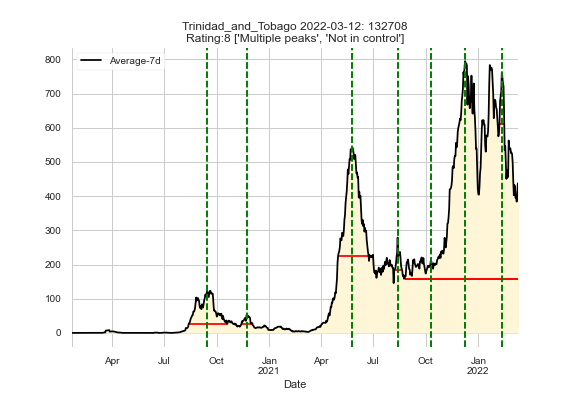 Trinidad_and_Tobago 2022-03-12: 132708
Rating:8 ['Multiple peaks', 'Not in control']
Average-7d
800
700
600
500
400
300
200
100
0
Apr
Jul
Oct
Jan
2021
Apr
Jul
Oct
Jan
2022
Date